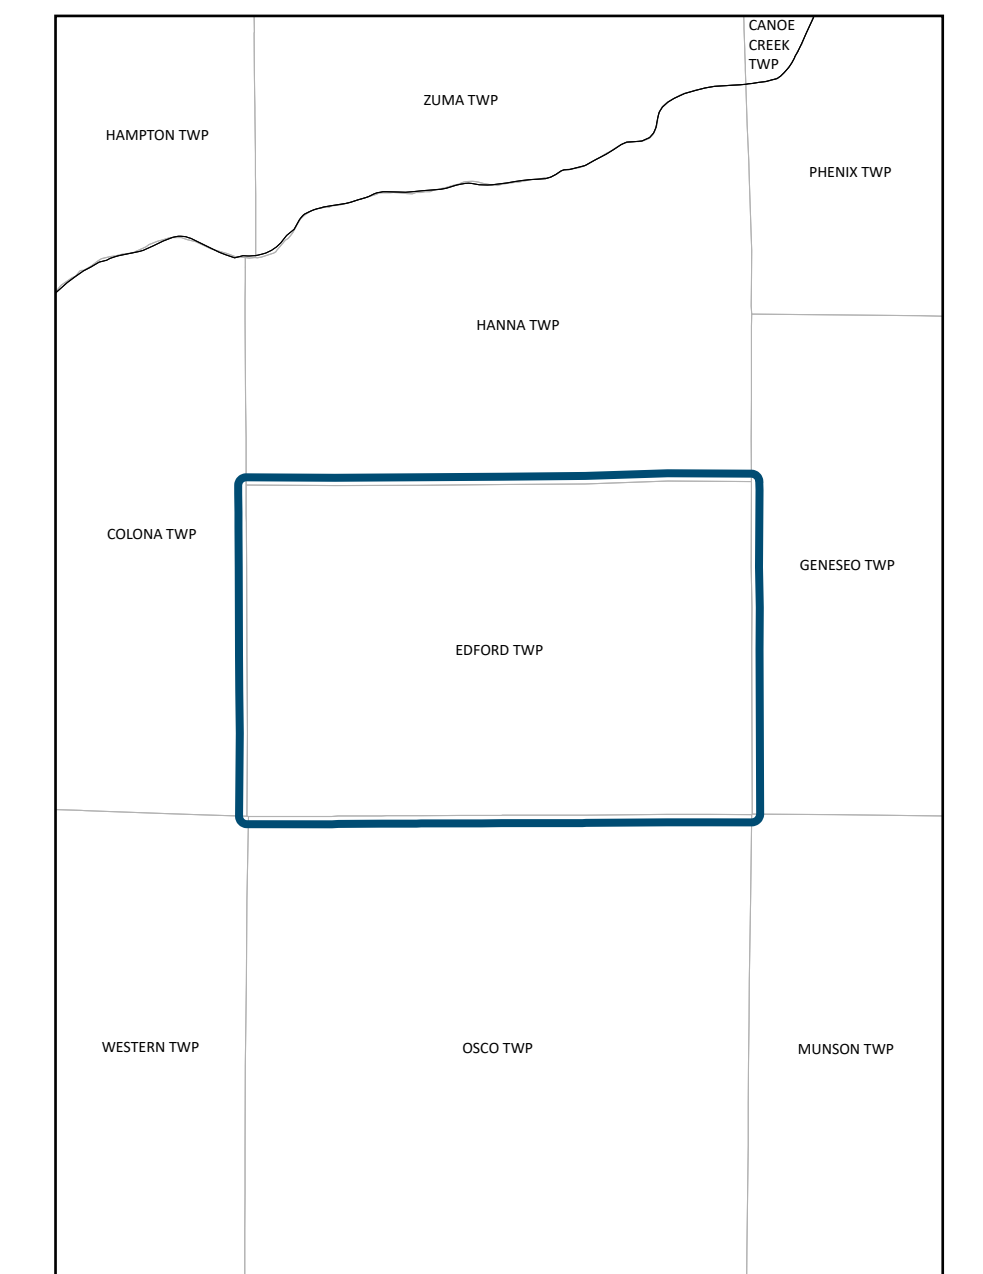 CANOE
CREEK
TWP
ZUMA TWP
HAMPTON TWP
PHENIX TWP
HANNA TWP
COLONA TWP
GENESEO TWP
EDFORD TWP
WESTERN TWP
OSCO TWP
MUNSON TWP